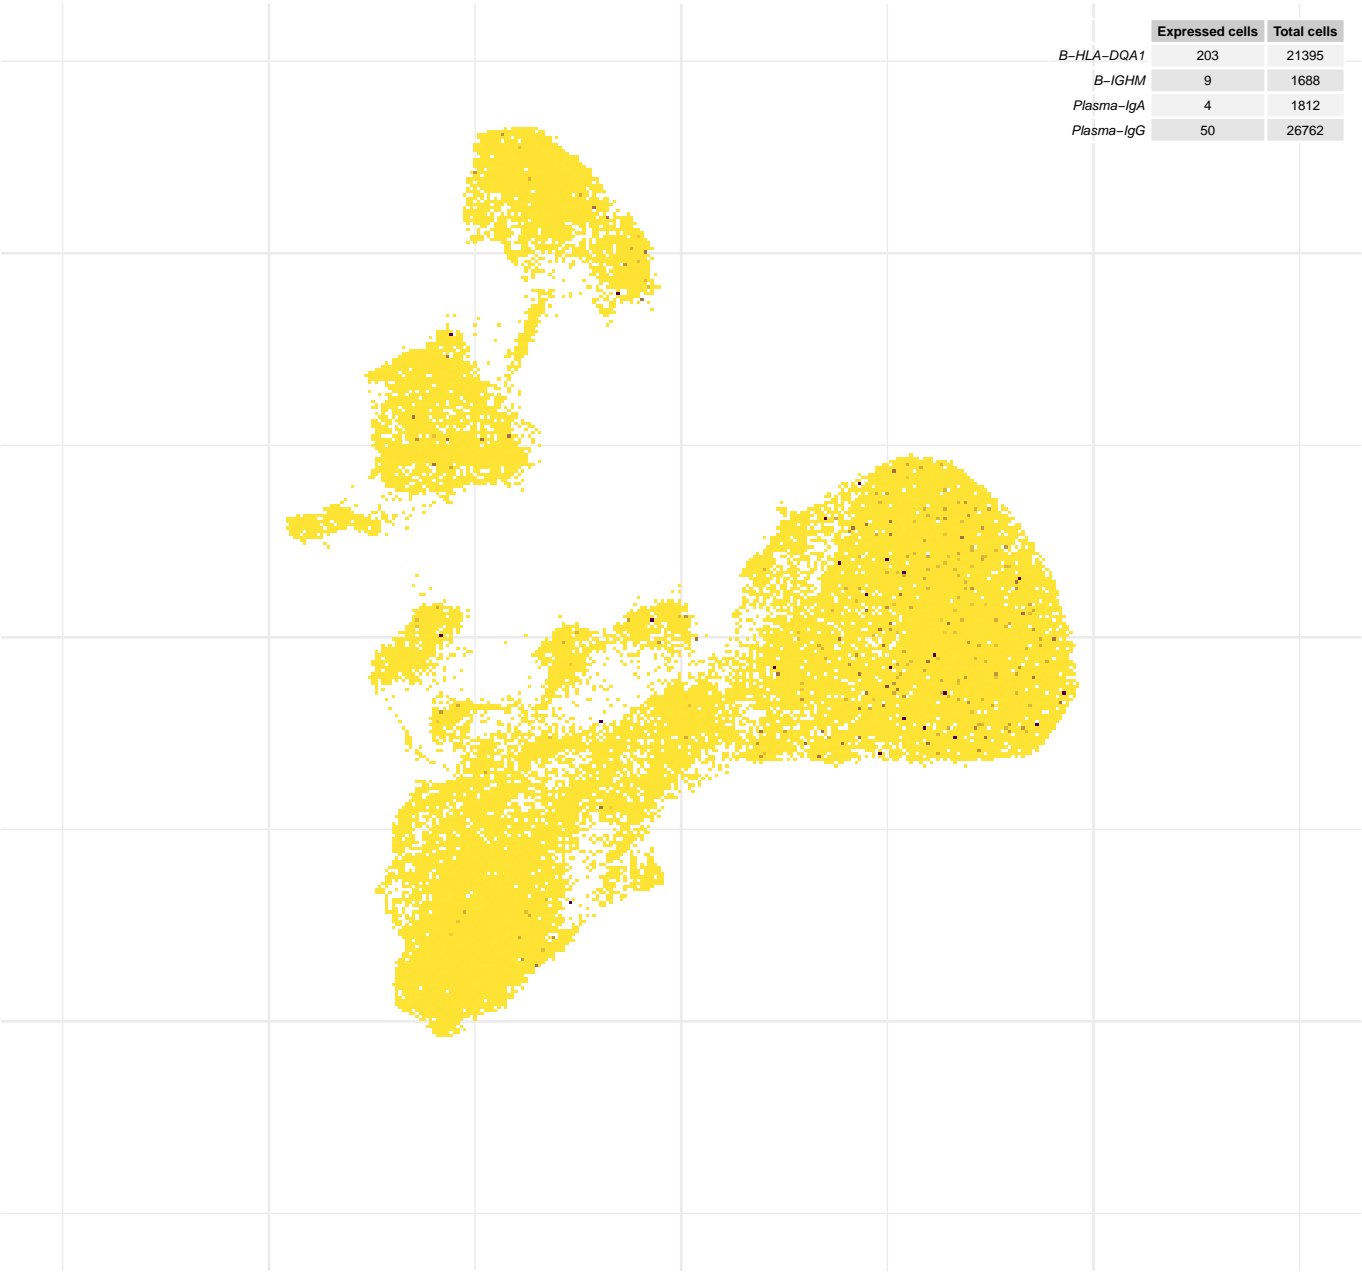 Expressed cells Total cells
B−HLA−DQA1 203 21395
B−IGHM 9 1688
Plasma−IgA 4 1812
Plasma−IgG 50 26762